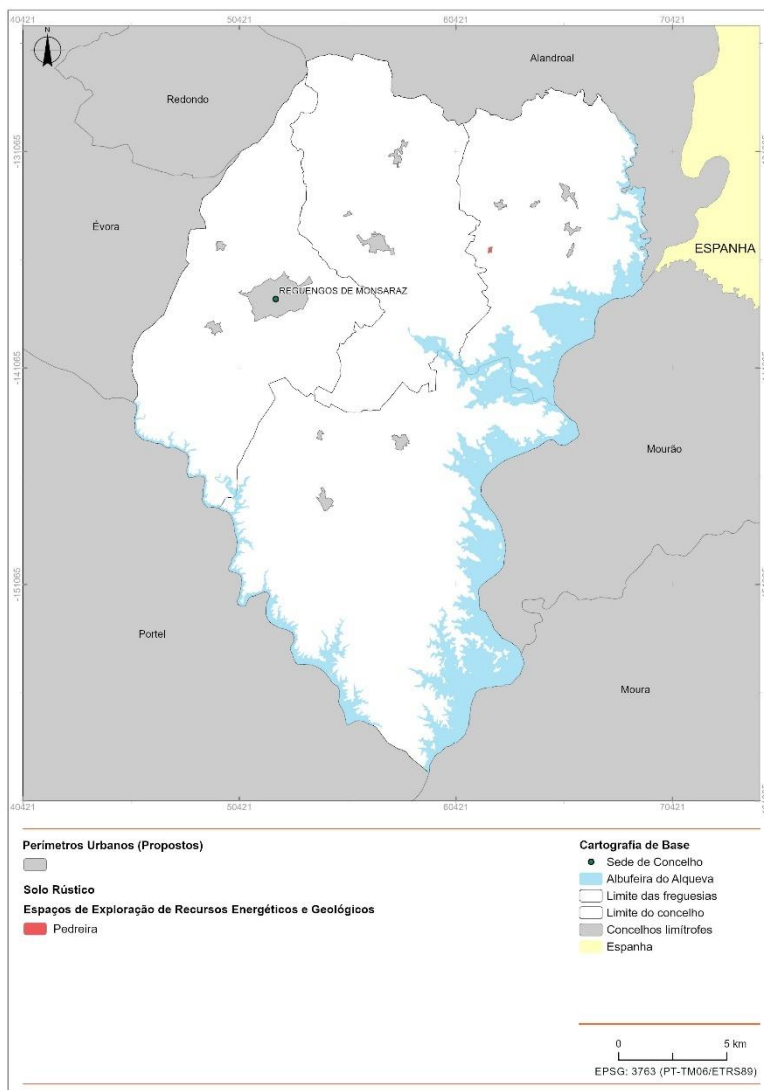 40421
50421
60421
70421
N
Alandroal
Redondo
-131065
Évora
ESPANHA
REGUENGOS DE MONSARAZ
-141065
Mourão
-151065
Portel
Moura
40421
50421
60421
70421
Perímetros Urbanos (Propostos)
Solo Rústico
Espaços de Exploração de Recursos Energéticos e Geológicos
Pedreira
Cartografia de Base
Sede de Concelho
Albufeira do Alqueva
Limite das freguesias
Limite do concelho
Concelhos limítrofes
Espanha
0 5 km
EPSG: 3763 (PT-TM06/ETRS89)